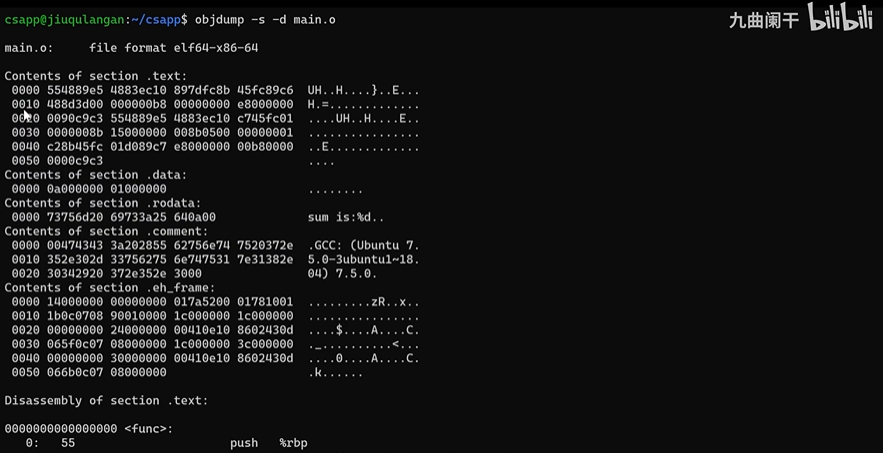 csapp@jiuqulangan:~/csapp$ objdump -s -d main.o
九曲阑干 bilibili
main.o:     file format elf64-x86-64
Contents of section .text:
 0000 554889e5 4883ec10 897dfc8b 45fc89c6  UH..H....}..E...
 0010 488d3d00 000000b8 00000000 e8000000  H.=.............
 0020 0090c9c3 554889e5 4883ec10 c745fc01  ....UH..H....E..
 0030 0000008b 15000000 008b0500 00000001  ................
 0040 c28b45fc 01d089c7 e8000000 00b80000  ..E.............
 0050 0000c9c3                             ....
Contents of section .data:
 0000 0a000000 01000000                    ........
Contents of section .rodata:
 0000 73756d20 69733a25 640a00             sum is:%d..
Contents of section .comment:
 0000 00474343 3a202855 62756e74 7520372e  .GCC: (Ubuntu 7.
 0010 352e302d 33756275 6e747531 7e31382e  5.0-3ubuntu1~18.
 0020 30342920 372e352e 3000               04) 7.5.0.
Contents of section .eh_frame:
 0000 14000000 00000000 017a5200 01781001  .........zR..x..
 0010 1b0c0708 90010000 1c000000 1c000000  ................
 0020 00000000 24000000 00410e10 8602430d  ....$....A....C.
 0030 065f0c07 08000000 1c000000 3c000000  ._..........<...
 0040 00000000 30000000 00410e10 8602430d  ....0....A....C.
 0050 066b0c07 08000000                    .k......
Disassembly of section .text:
0000000000000000 <func>:
   0:   55                      push   %rbp